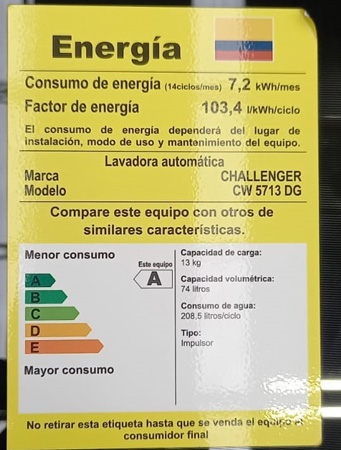 Energía
Consumo de energía (14ciclos/mes) 7,2 kWh/mes
Factor de energía 103,4 l/kWh/ciclo
El consumo de energía dependerá del lugar de
instalación, modo de uso y mantenimiento del equipo.
Lavadora automática
Marca CHALLENGER
Modelo CW 5713 DG
Compare este equipo con otros de
similares características.
Menor consumo
Este equipo
A
A
B
C
D
E
Mayor consumo
Capacidad de carga:
13 kg
Capacidad volumétrica:
74 litros
Consumo de agua:
208,5 litros/ciclo
Tipo:
Impulsor
No retirar esta etiqueta hasta que se venda el equipo al
consumidor final